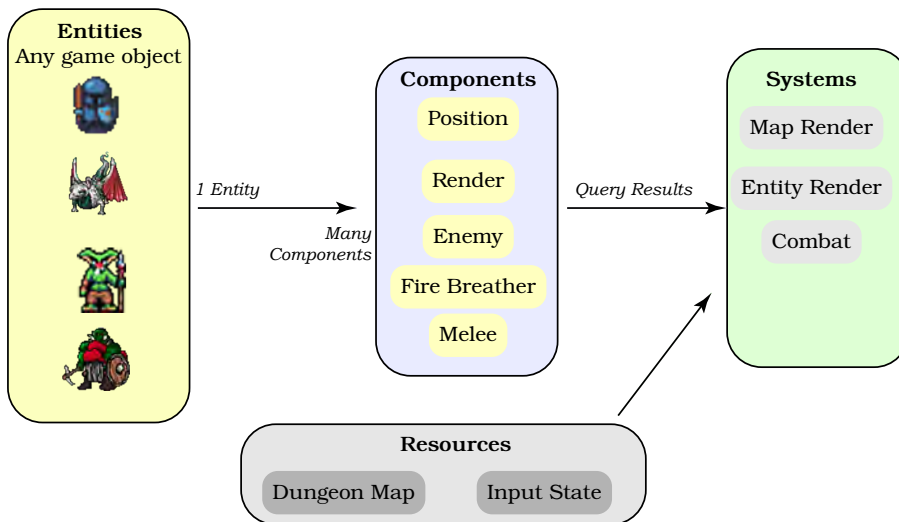 Entities
Any game object
1 Entity
Many
Components
Components
Position
Render
Enemy
Fire Breather
Melee
Query Results
Systems
Map Render
Entity Render
Combat
Resources
Dungeon Map
Input State